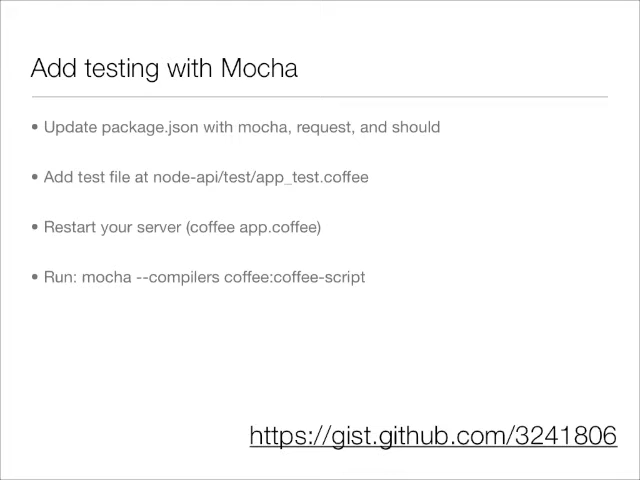 Add testing with Mocha
• Update package.json with mocha, request, and should
• Add test file at node-api/test/app_test.coffee
• Restart your server (coffee app.coffee)
• Run: mocha --compilers coffee:coffee-script
https://gist.github.com/3241806